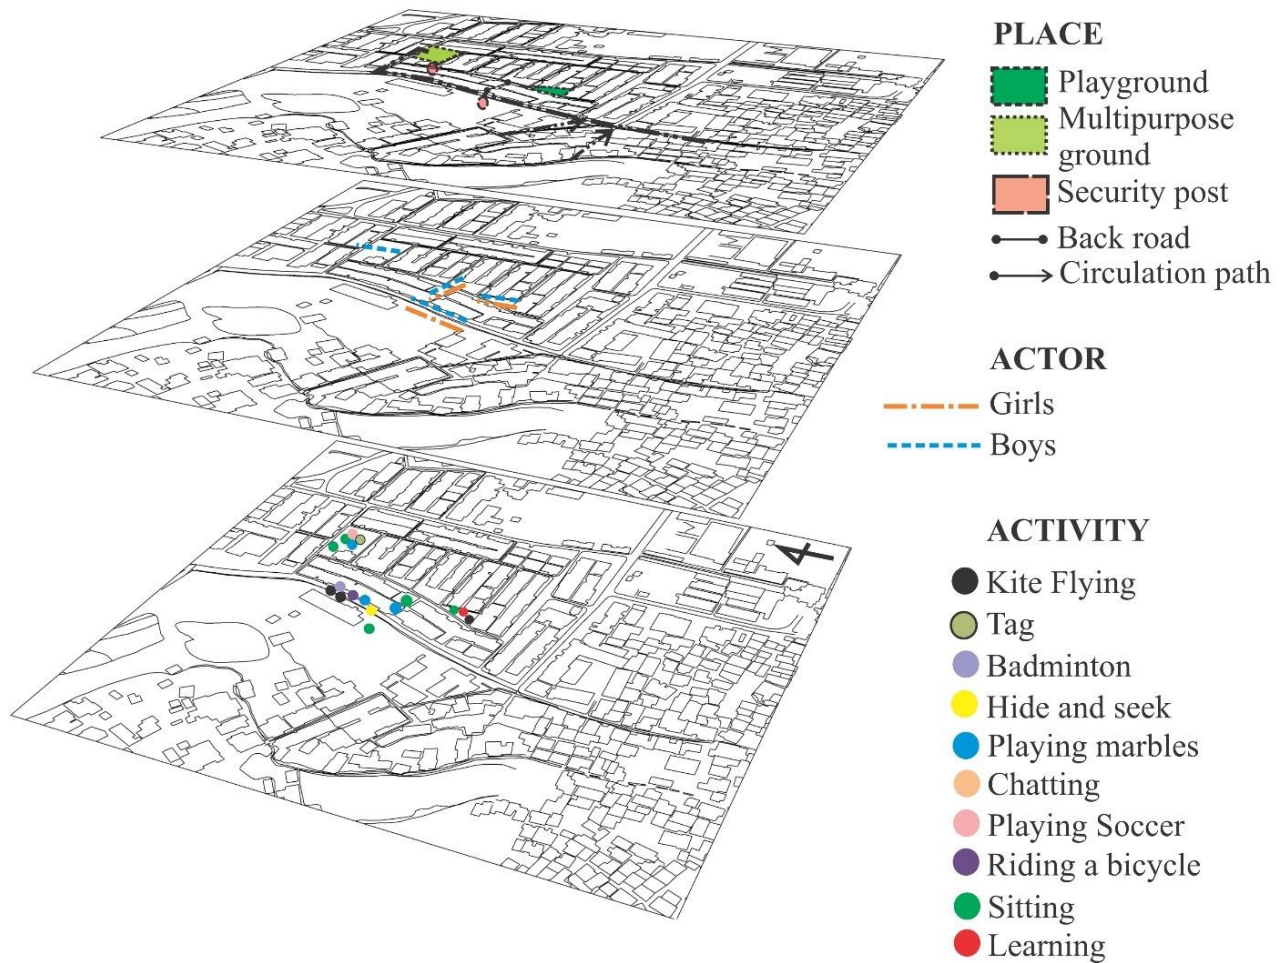 PLACE
Playground
Multipurpose
ground
Security post
Back road
Circulation path
ACTOR
Girls
Boys
ACTIVITY
Kite Flying
Tag
Badminton
Hide and seek
Playing marbles
Chatting
Playing Soccer
Riding a bicycle
Sitting
Learning